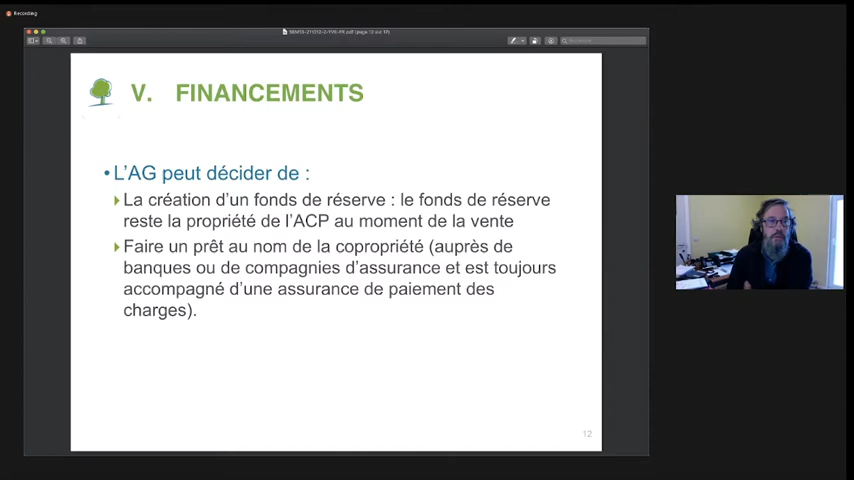 Recording
V. FINANCEMENTS
•L'AG peut décider de :
La création d'un fonds de réserve : le fonds de réserve
reste la propriété de l'ACP au moment de la vente
Faire un prêt au nom de la copropriété (auprès de
banques ou de compagnies d'assurance et est toujours
accompagné d'une assurance de paiement des
charges).
12